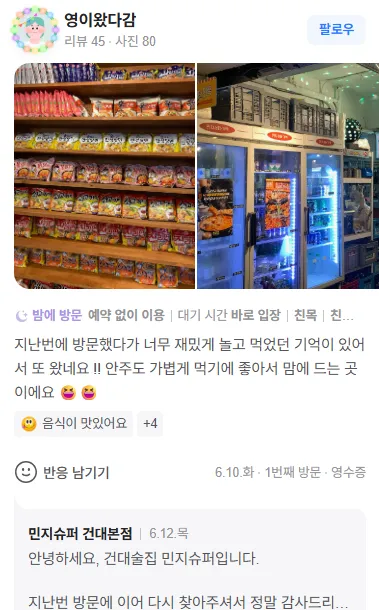 영이왔다감
리뷰 45 · 사진 80
팔로우
밤에 방문 예약 없이 이용 | 대기 시간 바로 입장 | 친목 | 친...
지난번에 방문했다가 너무 재밌게 놀고 먹었던 기억이 있어
서 또 왔네요 !! 안주도 가볍게 먹기에 좋아서 맘에 드는 곳
이에요 😆 😆
음식이 맛있어요
+4
반응 남기기
6.10.화 · 1번째 방문 · 영수증
민지슈퍼 건대본점 | 6.12.목
안녕하세요, 건대술집 민지슈퍼입니다.
지난번 방문에 이어 다시 찾아주셔서 정말 감사드리...